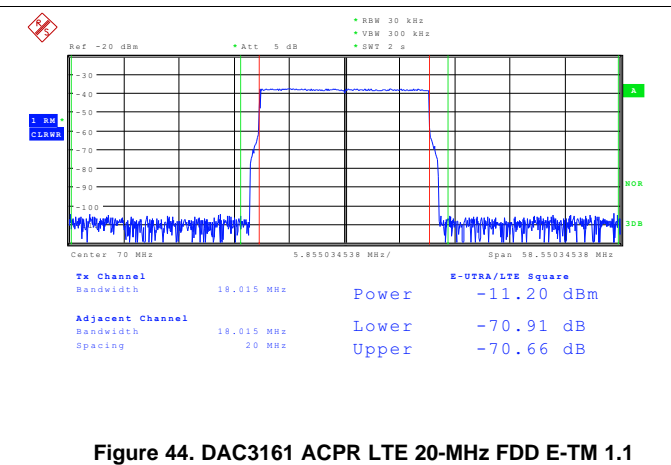 R S
* RBW 30 kHz
* VBW 300 kHz
Ref -20 dBm * Att 5 dB * SWT 2 s
-30
-40
-50
-60
-70
-80
-90
-100
A
1 RM *
CLRWR
NOR
3DB
Center 70 MHz 5.855034538 MHz/ Span 58.55034538 MHz
Tx Channel E-UTRA/LTE Square
Bandwidth 18.015 MHz Power -11.20 dBm
Adjacent Channel
Bandwidth 18.015 MHz Lower -70.91 dB
Spacing 20 MHz Upper -70.66 dB
Figure 44. DAC3161 ACPR LTE 20-MHz FDD E-TM 1.1